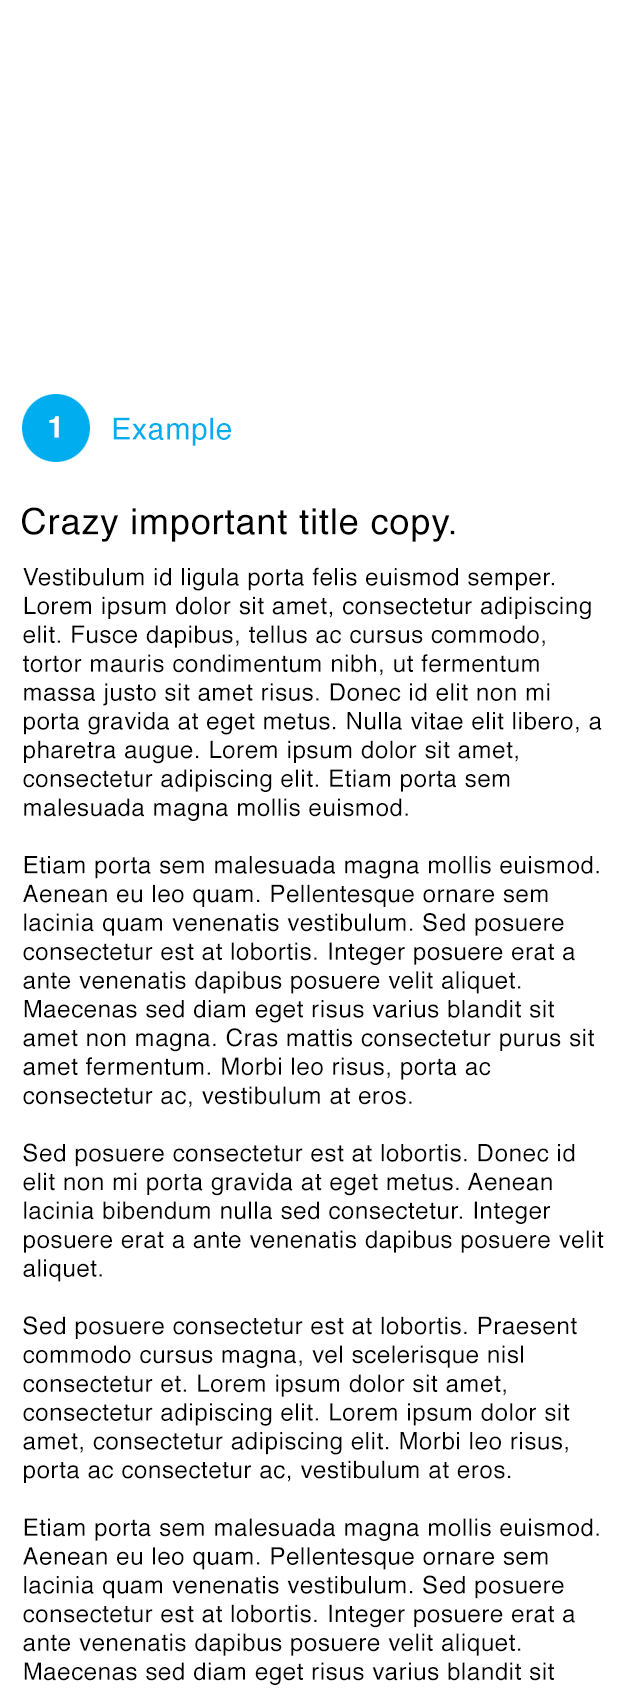 1 Example
Crazy important title copy.
Vestibulum id ligula porta felis euismod semper.
Lorem ipsum dolor sit amet, consectetur adipiscing
elit. Fusce dapibus, tellus ac cursus commodo,
tortor mauris condimentum nibh, ut fermentum
massa justo sit amet risus. Donec id elit non mi
porta gravida at eget metus. Nulla vitae elit libero, a
pharetra augue. Lorem ipsum dolor sit amet,
consectetur adipiscing elit. Etiam porta sem
malesuada magna mollis euismod.
Etiam porta sem malesuada magna mollis euismod.
Aenean eu leo quam. Pellentesque ornare sem
lacinia quam venenatis vestibulum. Sed posuere
consectetur est at lobortis. Integer posuere erat a
ante venenatis dapibus posuere velit aliquet.
Maecenas sed diam eget risus varius blandit sit
amet non magna. Cras mattis consectetur purus sit
amet fermentum. Morbi leo risus, porta ac
consectetur ac, vestibulum at eros.
Sed posuere consectetur est at lobortis. Donec id
elit non mi porta gravida at eget metus. Aenean
lacinia bibendum nulla sed consectetur. Integer
posuere erat a ante venenatis dapibus posuere velit
aliquet.
Sed posuere consectetur est at lobortis. Praesent
commodo cursus magna, vel scelerisque nisl
consectetur et. Lorem ipsum dolor sit amet,
consectetur adipiscing elit. Lorem ipsum dolor sit
amet, consectetur adipiscing elit. Morbi leo risus,
porta ac consectetur ac, vestibulum at eros.
Etiam porta sem malesuada magna mollis euismod.
Aenean eu leo quam. Pellentesque ornare sem
lacinia quam venenatis vestibulum. Sed posuere
consectetur est at lobortis. Integer posuere erat a
ante venenatis dapibus posuere velit aliquet.
Maecenas sed diam eget risus varius blandit sit